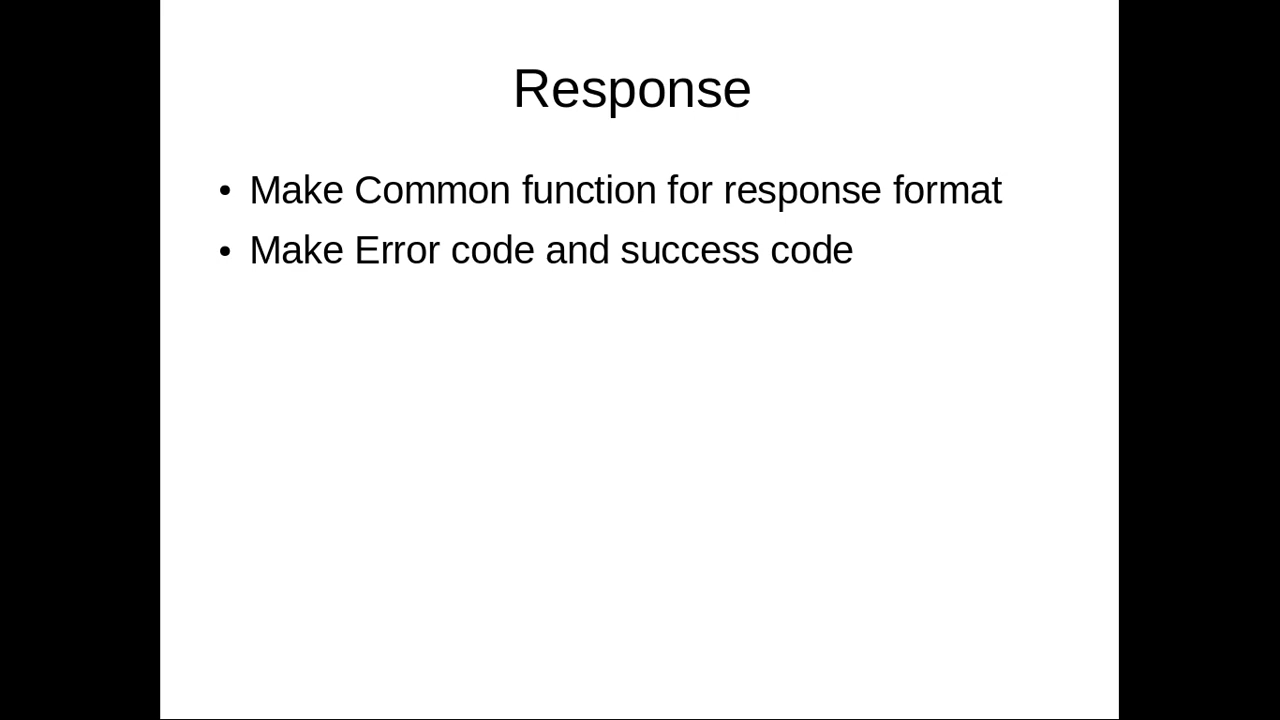 Response
• Make Common function for response format
• Make Error code and success code